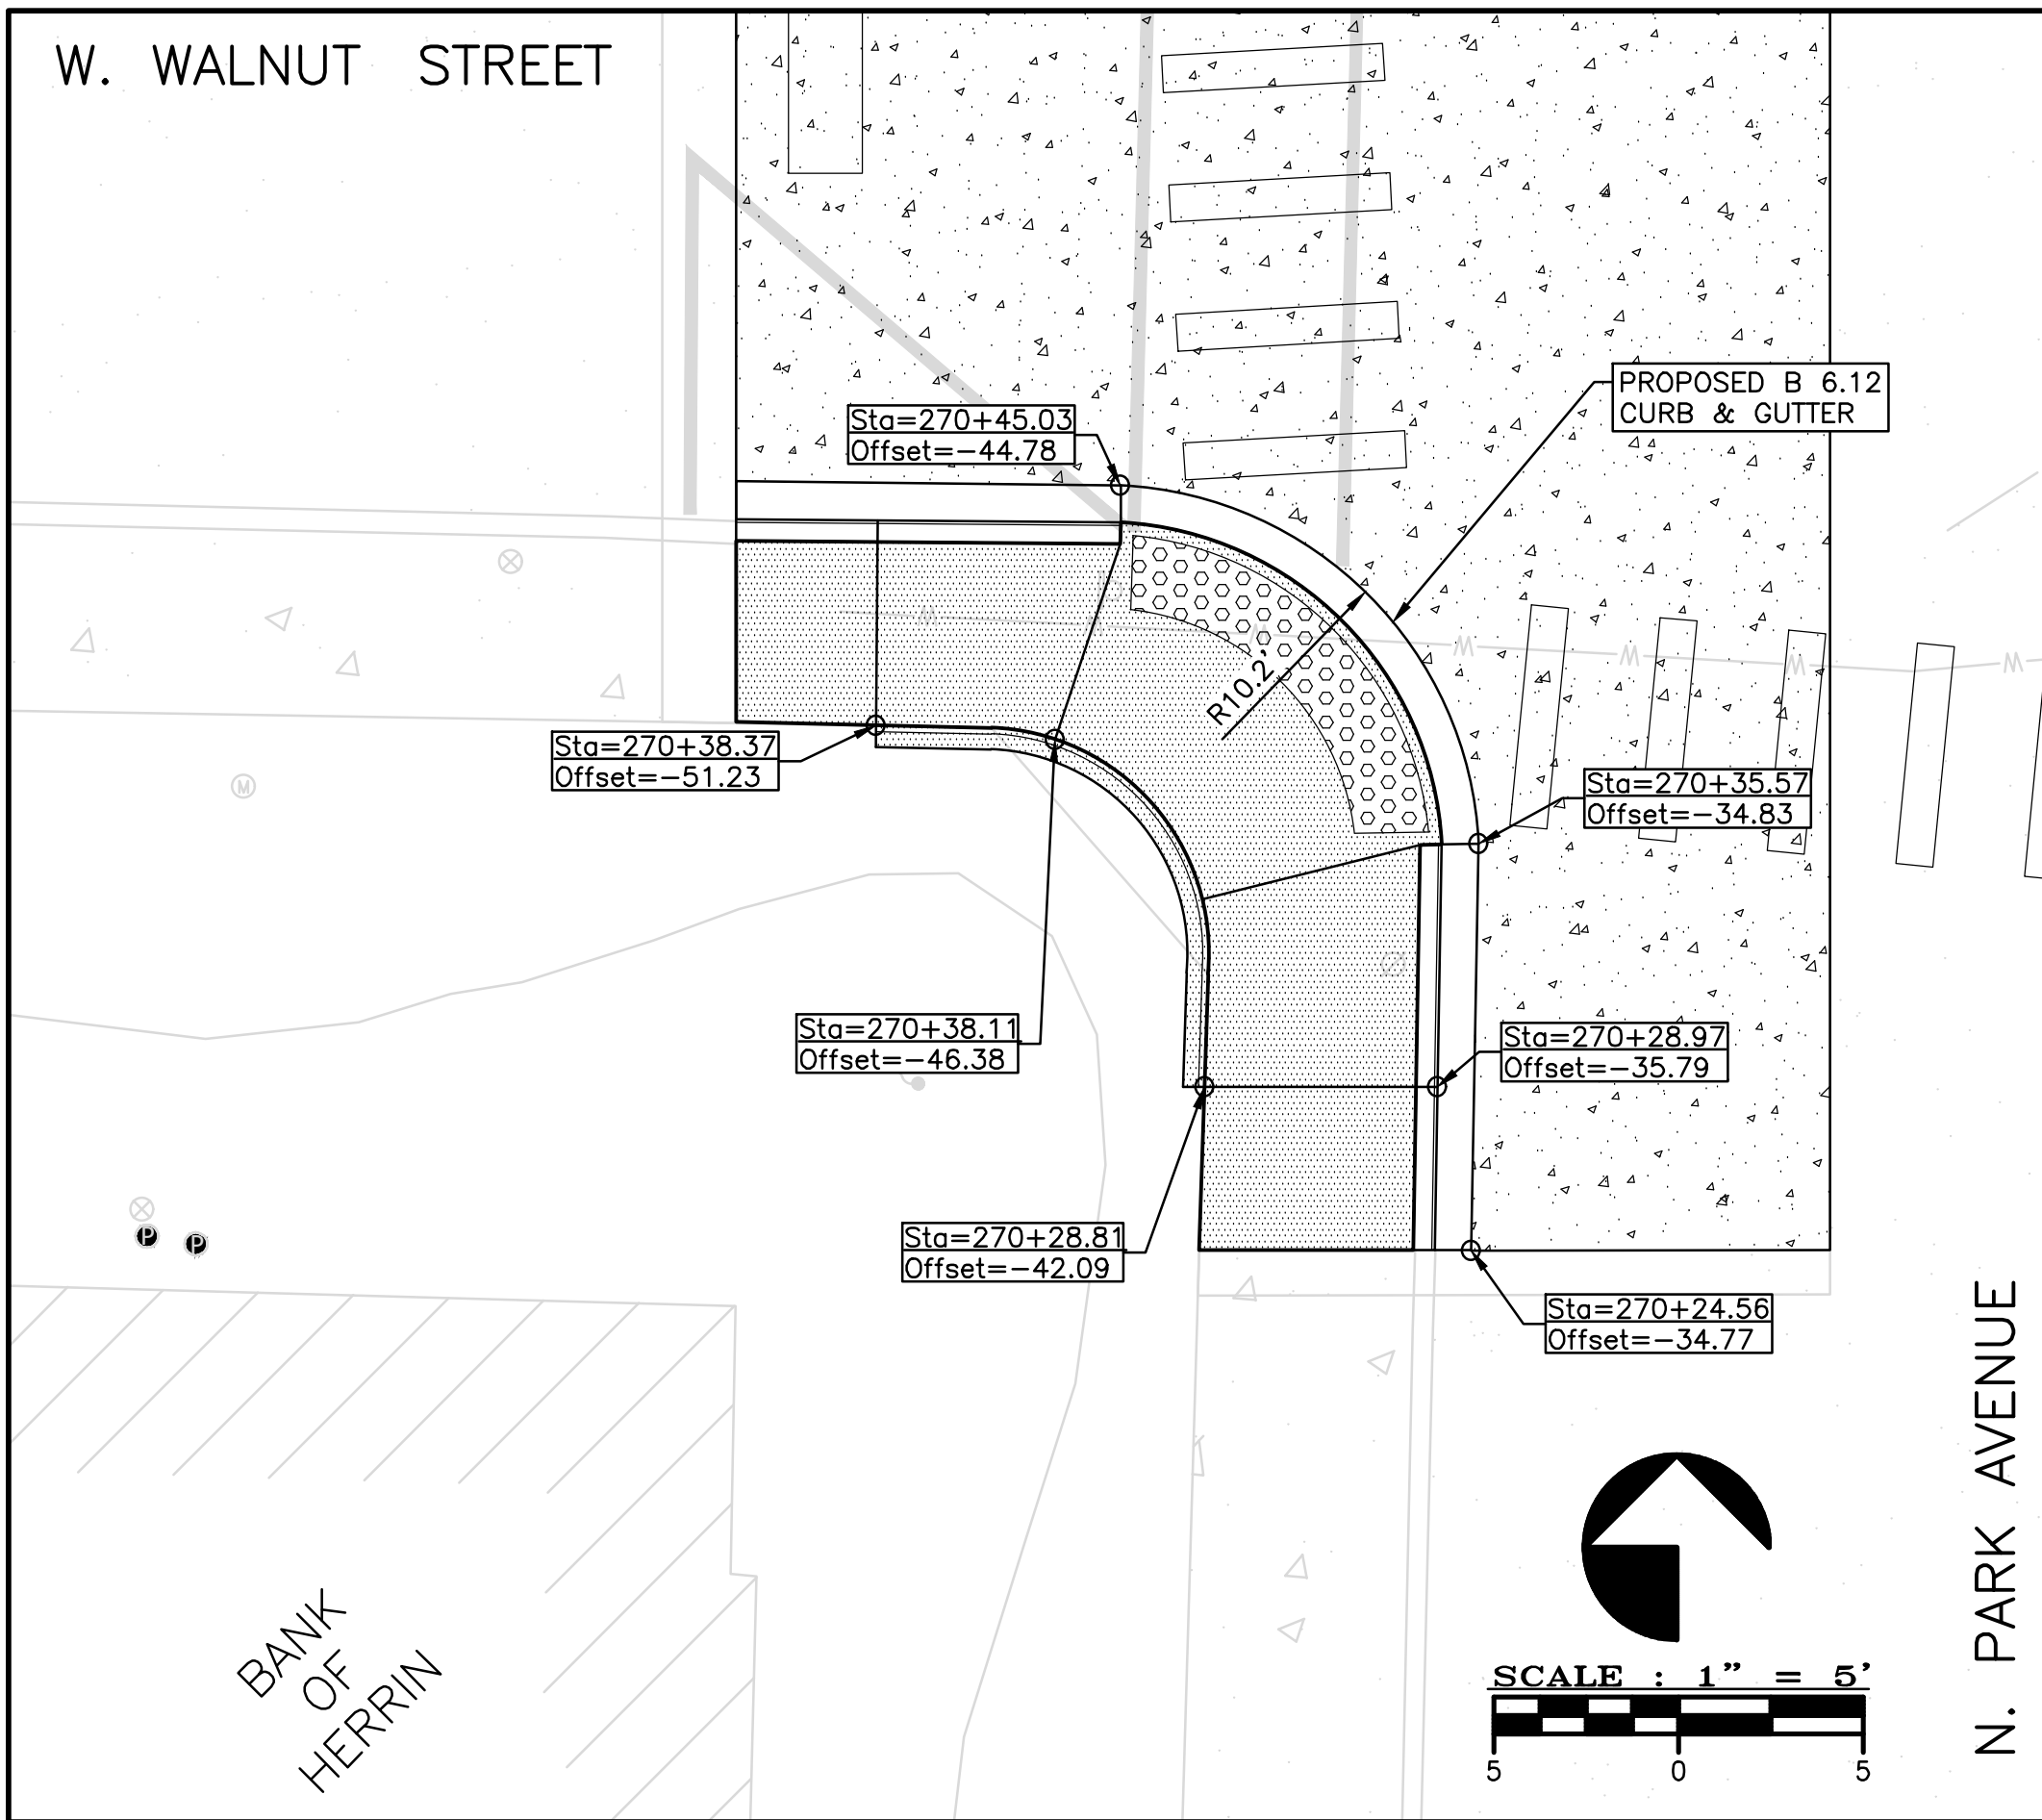 W. WALNUT STREET
PROPOSED B 6.12
CURB & GUTTER
Sta=270+45.03
Offset=-44.78
M
M
M
M
M
M
R10.2'
Sta=270+38.37
Offset=-51.23
M
Sta=270+35.57
Offset=-34.83
Sta=270+38.11
Offset=-46.38
Sta=270+28.97
Offset=-35.79
P
P
Sta=270+28.81
Offset=-42.09
Sta=270+24.56
Offset=-34.77
N. PARK AVENUE
BANK
OF
HERRIN
SCALE : 1" = 5'
5 0 5